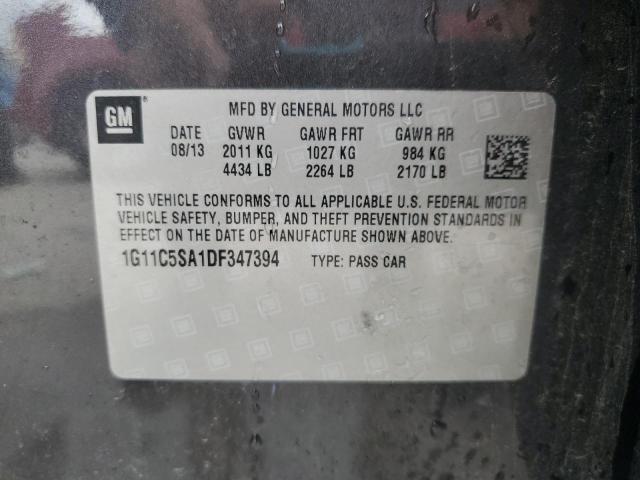 GM
MFD BY GENERAL MOTORS LLC
DATE GVWR GAWR FRT GAWR RR
08/13 2011 KG 1027 KG 984 KG
4434 LB 2264 LB 2170 LB
THIS VEHICLE CONFORMS TO ALL APPLICABLE U.S. FEDERAL MOTOR
VEHICLE SAFETY, BUMPER, AND THEFT PREVENTION STANDARDS IN
EFFECT ON THE DATE OF MANUFACTURE SHOWN ABOVE.
1G11C5SA1DF347394 TYPE: PASS CAR